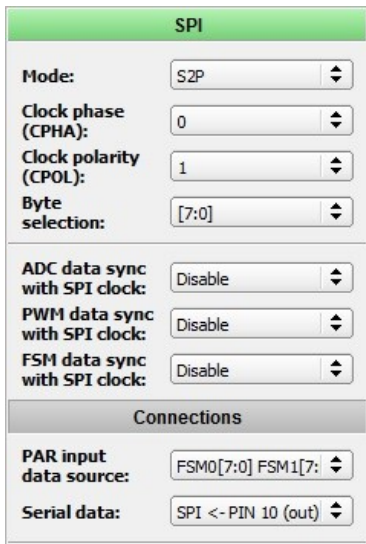 SPI
Mode: S2P
Clock phase
(CPHA): 0
Clock polarity
(CPOL): 1
Byte
selection: [7:0]
ADC data sync
with SPI clock: Disable
PWM data sync
with SPI clock: Disable
FSM data sync
with SPI clock: Disable
Connections
PAR input
data source: FSM0[7:0] FSM1[7:
Serial data: SPI <- PIN 10 (out)